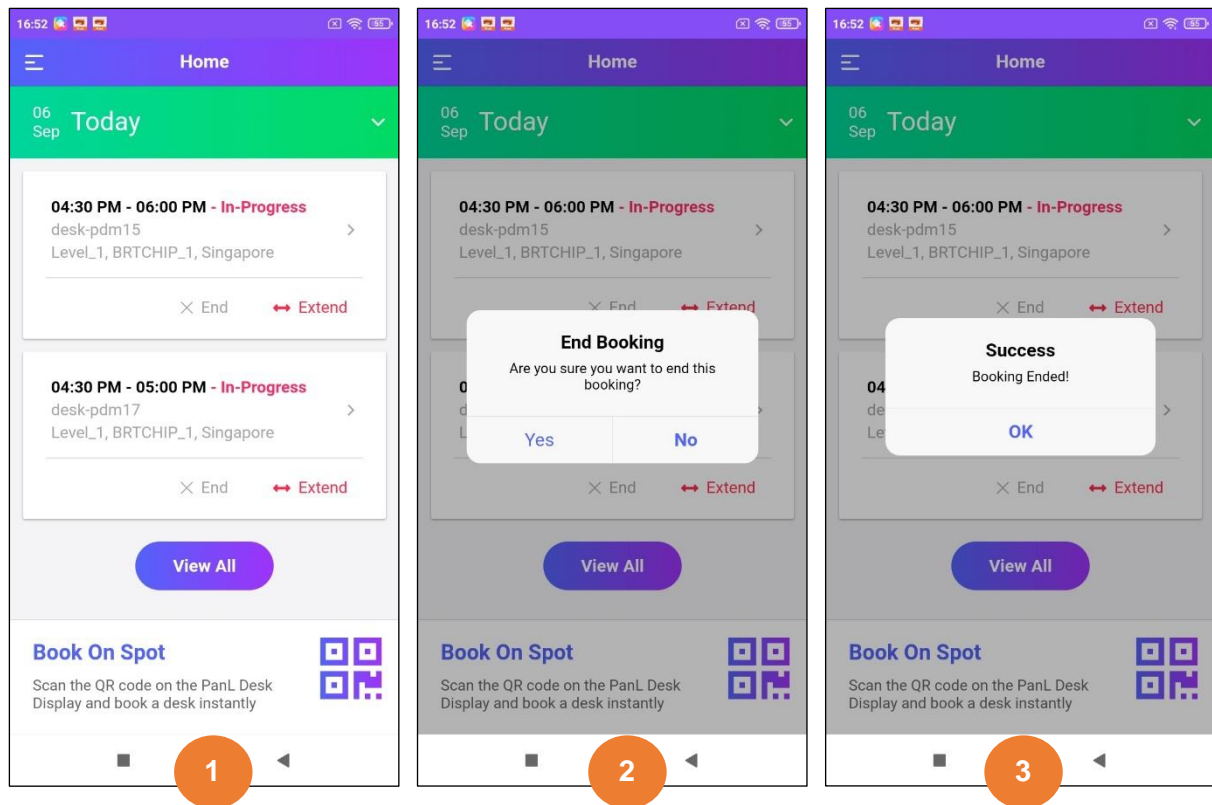 16:52
95
Home
06
Sep
Today
04:30 PM - 06:00 PM - In-Progress
desk-pdm15
Level_1, BRTCHIP_1, Singapore
End
Extend
04:30 PM - 05:00 PM - In-Progress
desk-pdm17
Level_1, BRTCHIP_1, Singapore
End
Extend
View All
Book On Spot
Scan the QR code on the PanL Desk
Display and book a desk instantly
1
16:52
95
Home
06
Sep
Today
04:30 PM - 06:00 PM - In-Progress
desk-pdm15
Level_1, BRTCHIP_1, Singapore
End
Extend
End Booking
Are you sure you want to end this
booking?
Yes
No
End
Extend
View All
Book On Spot
Scan the QR code on the PanL Desk
Display and book a desk instantly
2
16:52
95
Home
06
Sep
Today
04:30 PM - 06:00 PM - In-Progress
desk-pdm15
Level_1, BRTCHIP_1, Singapore
End
Extend
Success
Booking Ended!
04
de
Le
OK
End
Extend
View All
Book On Spot
Scan the QR code on the PanL Desk
Display and book a desk instantly
3